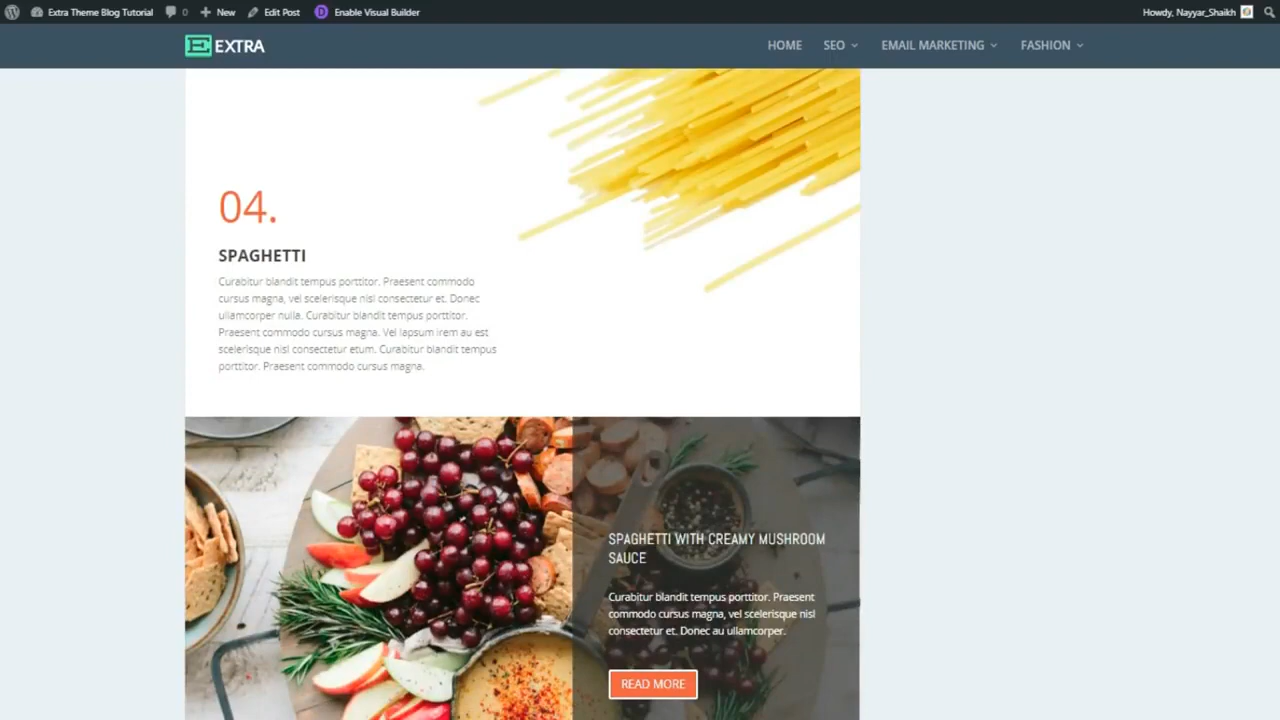 Extra Theme Blog Tutorial 0 New Edit Post D Enable Visual Builder Howdy, Nayyar_Shaikh
E EXTRA HOME SEO EMAIL MARKETING FASHION
04.
SPAGHETTI
Curabitur blandit tempus porttitor. Praesent commodo
cursus magna, vel scelerisque nisl consectetur et. Donec
ullamcorper nulla. Curabitur blandit tempus porttitor.
Praesent commodo cursus magna. Vel lapsum irem au est
scelerisque nisl consectetur etum. Curabitur blandit tempus
porttitor. Praesent commodo cursus magna.
SPAGHETTI WITH CREAMY MUSHROOM
SAUCE
Curabitur blandit tempus porttitor. Praesent
commodo cursus magna, vel scelerisque nisl
consectetur et. Donec au ullamcorper.
READ MORE